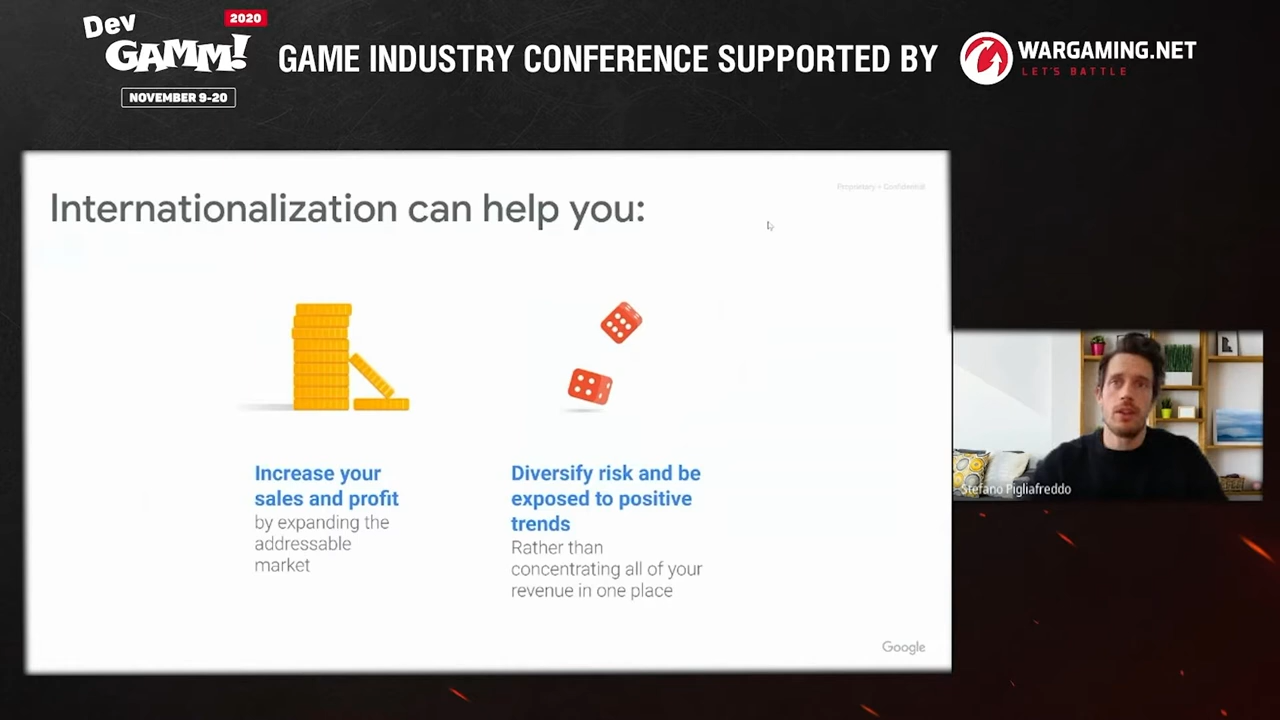 Dev
GAMM!
2020
NOVEMBER 9-20
GAME INDUSTRY CONFERENCE SUPPORTED BY
WARGAMING.NET
LET'S BATTLE
Proprietary + Confidential
Internationalization can help you:
Increase your
sales and profit
by expanding the
addressable
market
Diversify risk and be
exposed to positive
trends
Rather than
concentrating all of your
revenue in one place
Google
Stefano Pigliafreddo